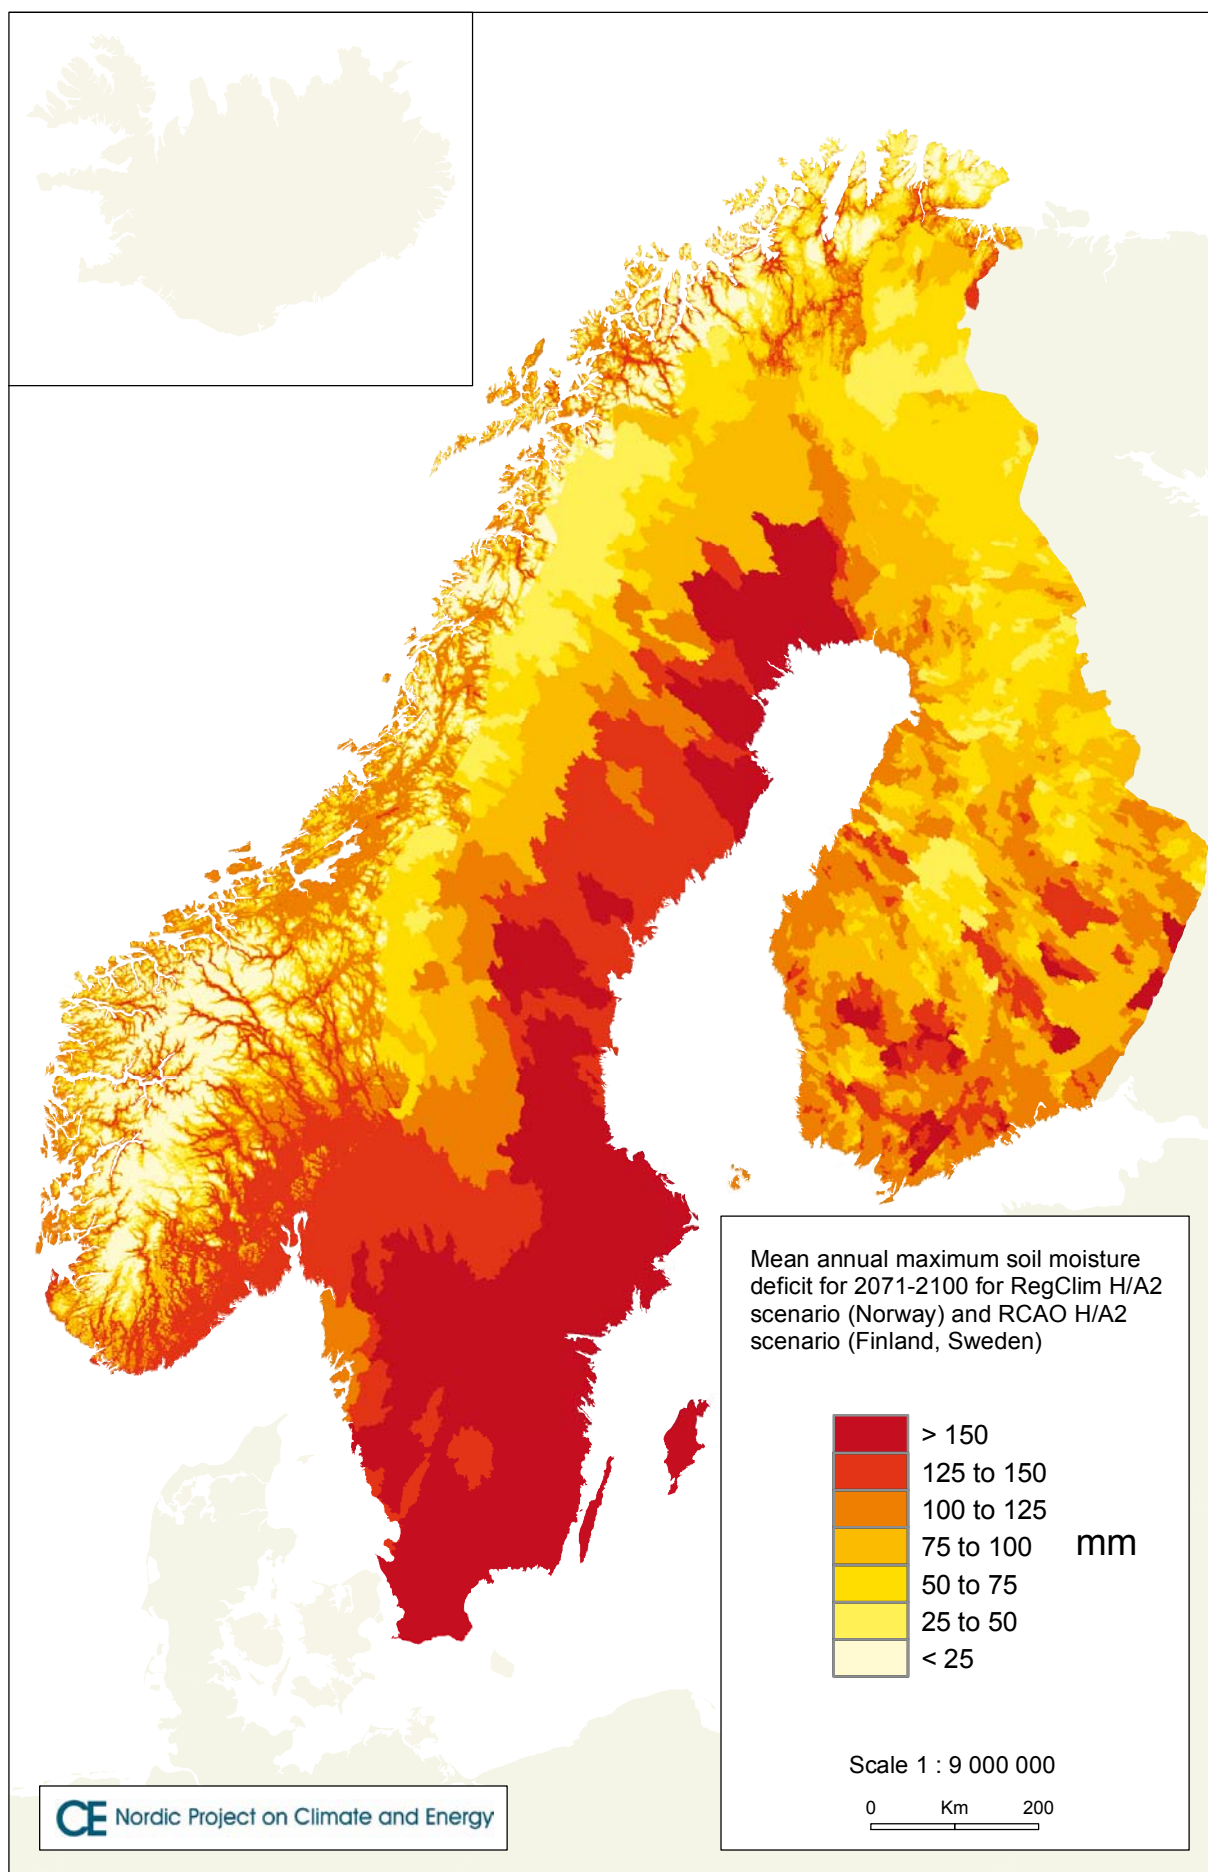 Mean annual maximum soil moisture
deficit for 2071-2100 for RegClim H/A2
scenario (Norway) and RCAO H/A2
scenario (Finland, Sweden)
> 150
125 to 150
100 to 125
75 to 100
mm
50 to 75
25 to 50
< 25
Scale 1 : 9 000 000
0 Km 200
CE Nordic Project on Climate and Energy